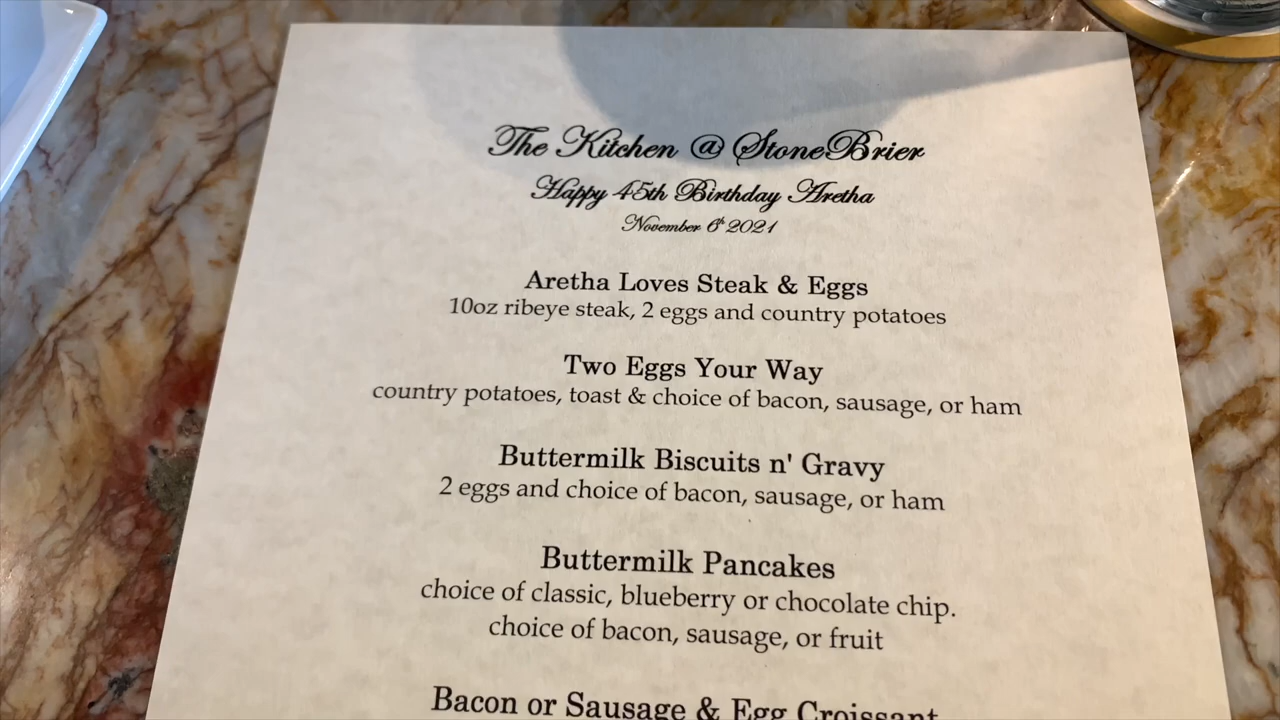 The Kitchen @ StoneBrier
Happy 45th Birthday Aretha
November 6th 2021
Aretha Loves Steak & Eggs
10oz ribeye steak, 2 eggs and country potatoes
Two Eggs Your Way
country potatoes, toast & choice of bacon, sausage, or ham
Buttermilk Biscuits n' Gravy
2 eggs and choice of bacon, sausage, or ham
Buttermilk Pancakes
choice of classic, blueberry or chocolate chip.
choice of bacon, sausage, or fruit
Bacon or Sausage & Egg Croissant